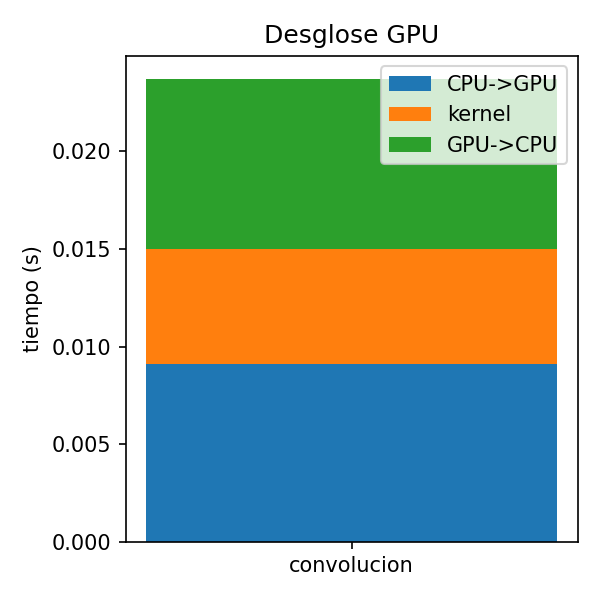 Desglose GPU
CPU->GPU
kernel
GPU->CPU
0.020
0.015
0.010
0.005
0.000
tiempo (s)
convolucion